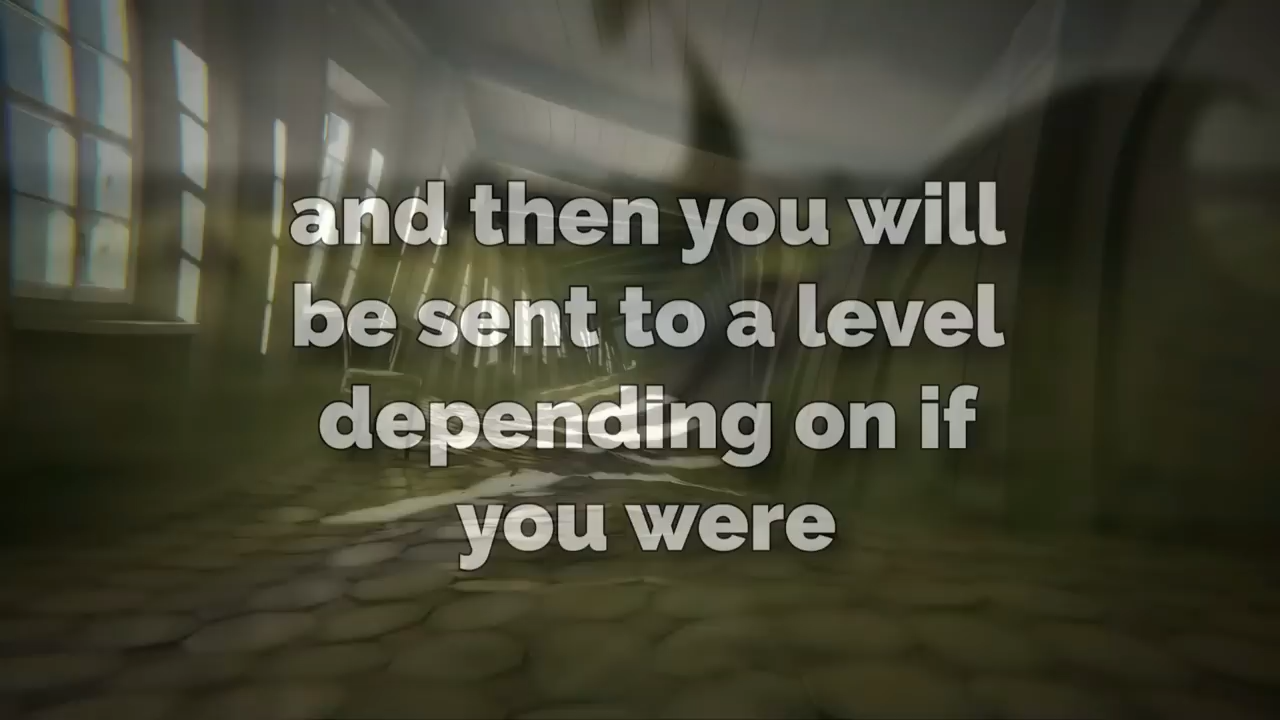 and then you will
be sent to a level
depending on if
you were